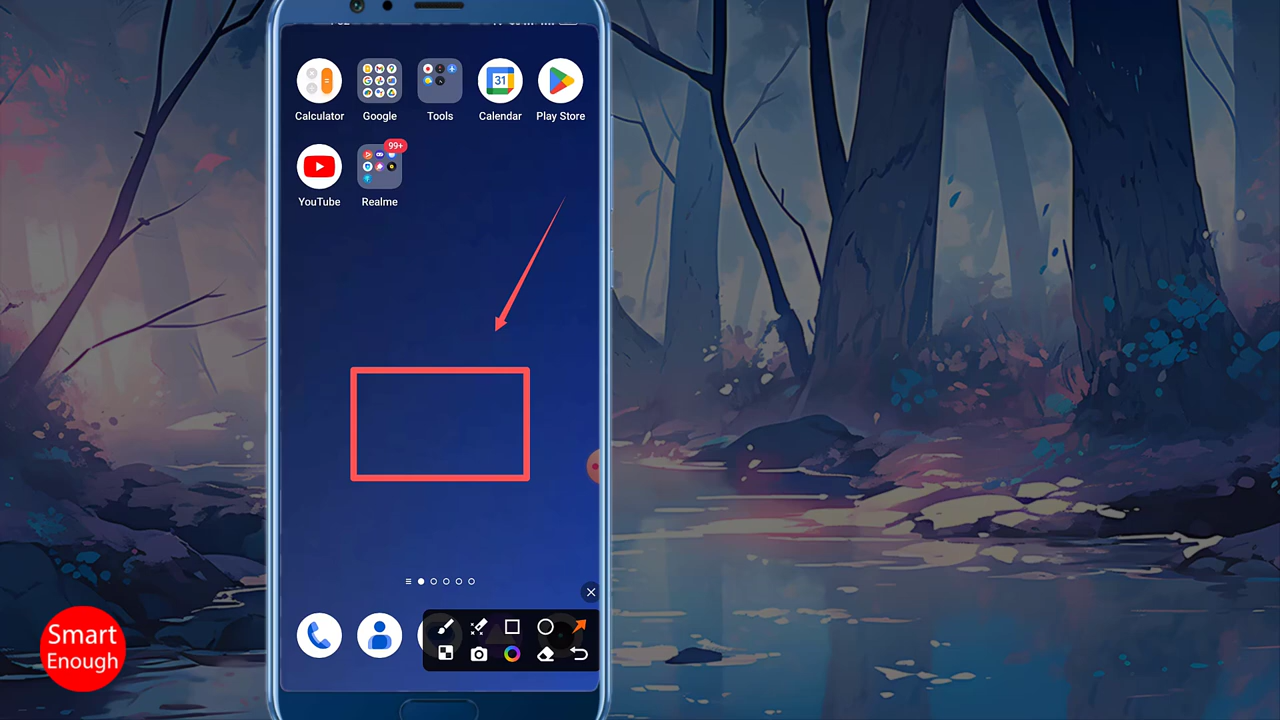 Calculator
Google
Tools
31
Calendar
Play Store
99+
YouTube
Realme
Smart
Enough